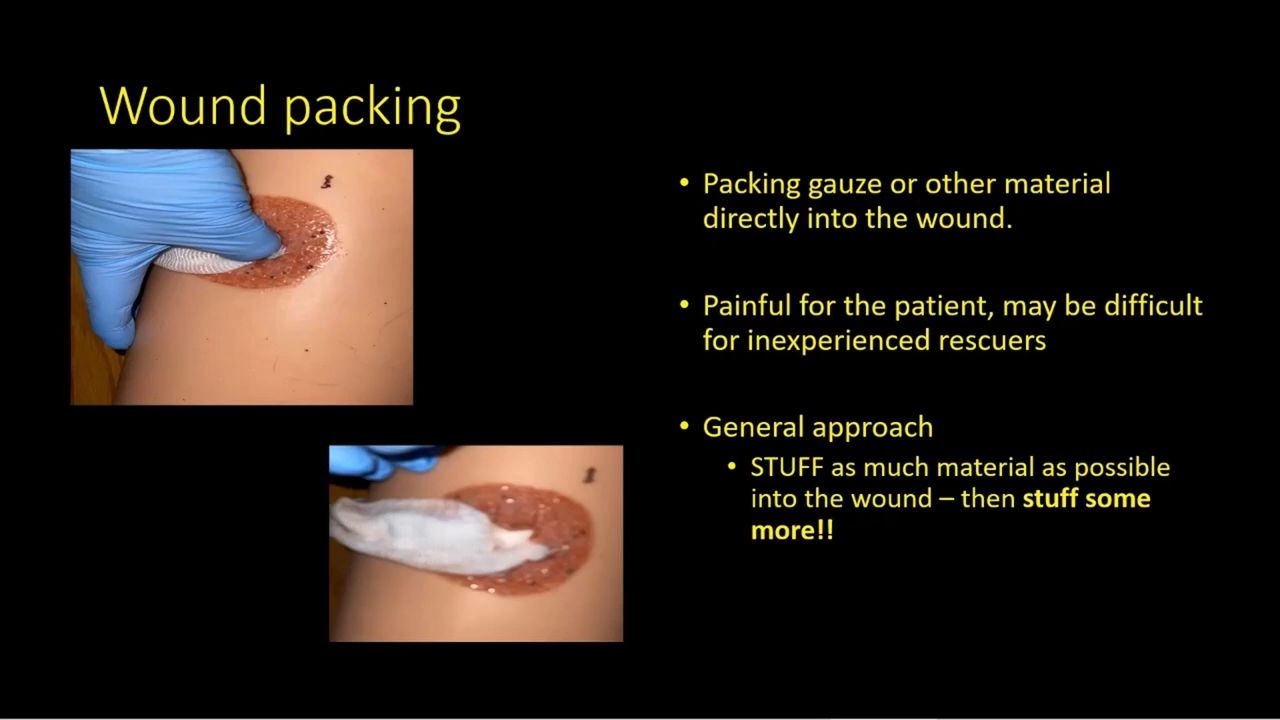 Wound packing
• Packing gauze or other material
directly into the wound.
• Painful for the patient, may be difficult
for inexperienced rescuers
• General approach
• STUFF as much material as possible
into the wound – then stuff some
more!!